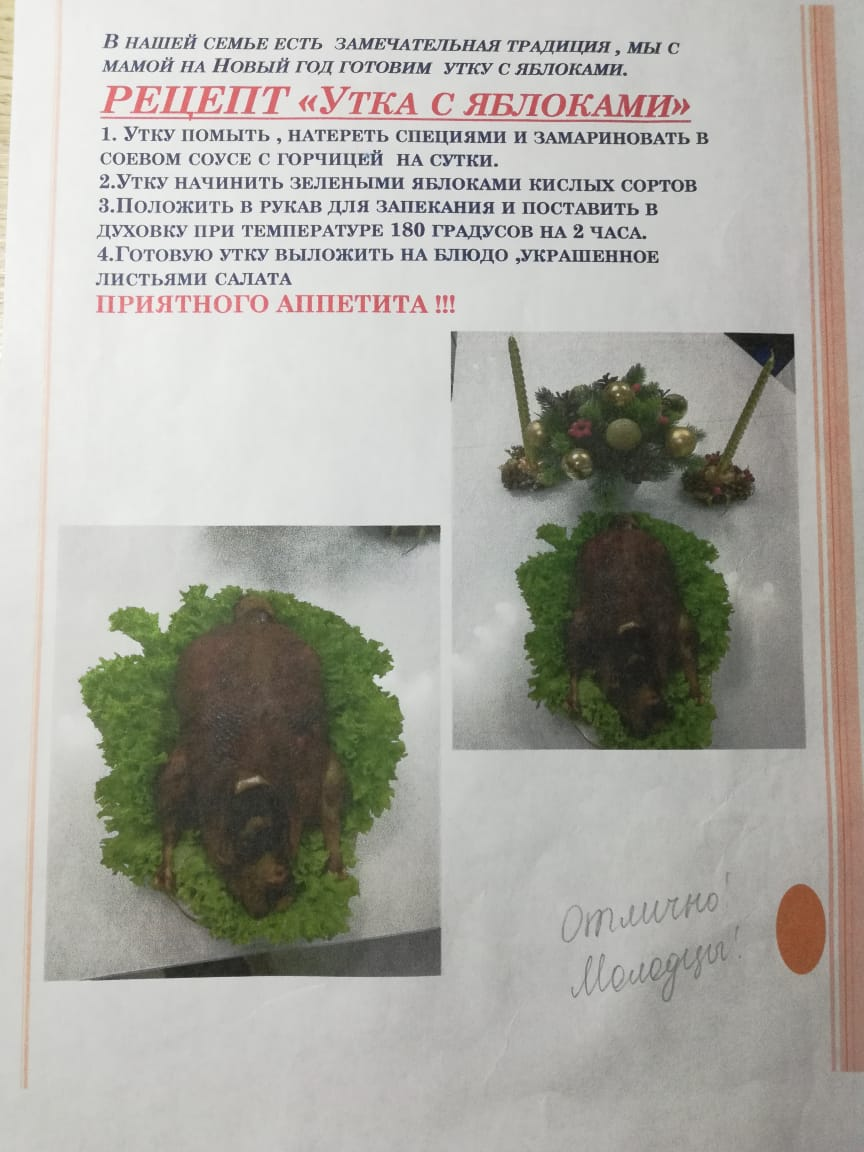 В НАШЕЙ СЕМЬЕ ЕСТЬ ЗАМЕЧАТЕЛЬНАЯ ТРАДИЦИЯ , МЫ С
МАМОЙ НА НОВЫЙ ГОД ГОТОВИМ УТКУ С ЯБЛОКАМИ.
РЕЦЕПТ «УТКА С ЯБЛОКАМИ»
1. УТКУ ПОМЫТЬ , НАТЕРЕТЬ СПЕЦИЯМИ И ЗАМАРИНОВАТЬ В
СОЕВОМ СОУСЕ С ГОРЧИЦЕЙ НА СУТКИ.
2.УТКУ НАЧИНИТЬ ЗЕЛЕНЫМИ ЯБЛОКАМИ КИСЛЫХ СОРТОВ
3.ПОЛОЖИТЬ В РУКАВ ДЛЯ ЗАПЕКАНИЯ И ПОСТАВИТЬ В
ДУХОВКУ ПРИ ТЕМПЕРАТУРЕ 180 ГРАДУСОВ НА 2 ЧАСА.
4.ГОТОВУЮ УТКУ ВЫЛОЖИТЬ НА БЛЮДО ,УКРАШЕННОЕ
ЛИСТЬЯМИ САЛАТА
ПРИЯТНОГО АППЕТИТА !!!
Отлично!
Молодцы!